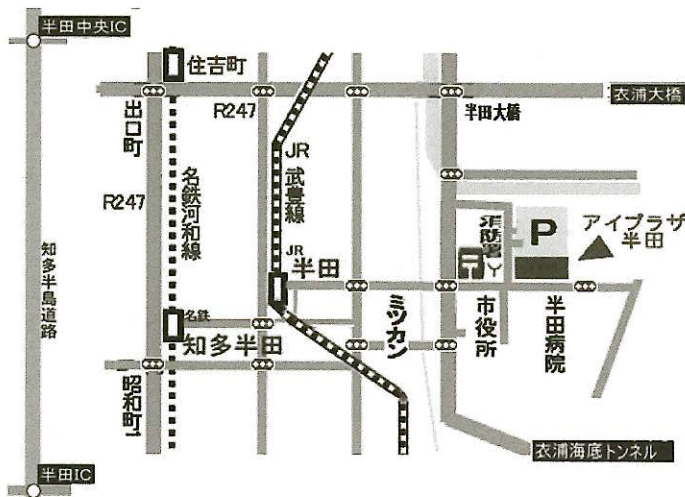 半田中央IC
住吉町
衣浦大橋
出口町
R247
半田大橋
JR
武豊線
名鉄河和線
R247
知多半島道路
消防署
P
アイプラザ
半田
JR
半田
名鉄
知多半田
ミツカン
市役所
半田病院
昭和町1
衣浦海底トンネル
半田IC